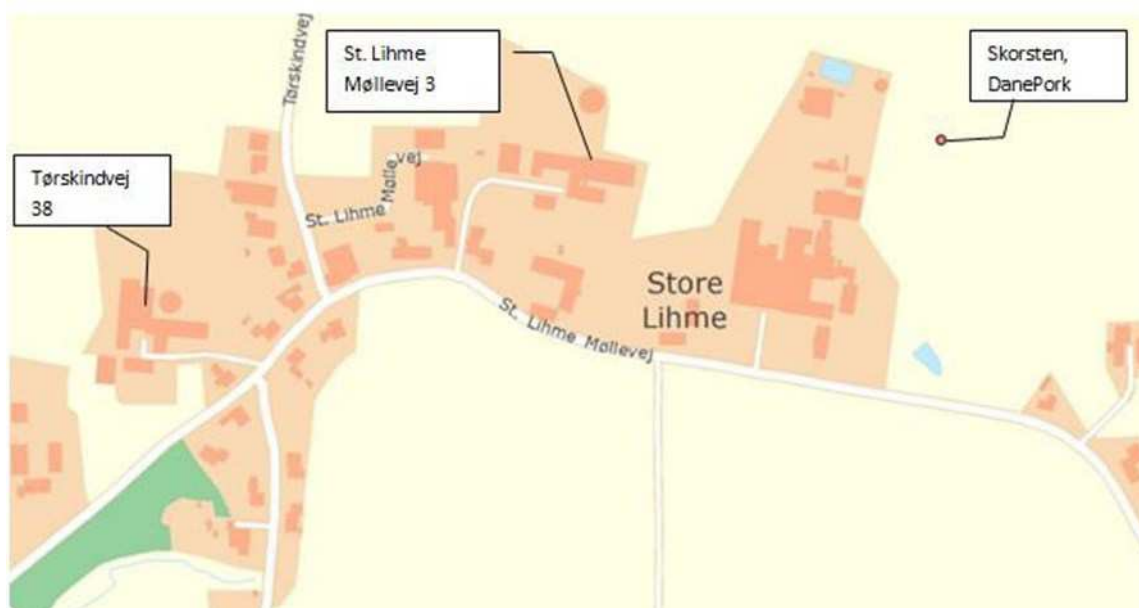 St. Lihme
Møllevej 3
Skorsten,
DanePork
Tørskindvej
Tørskindvej
38
St. Lihme Møllevej
Store
Lihme
St. Lihme Møllevej